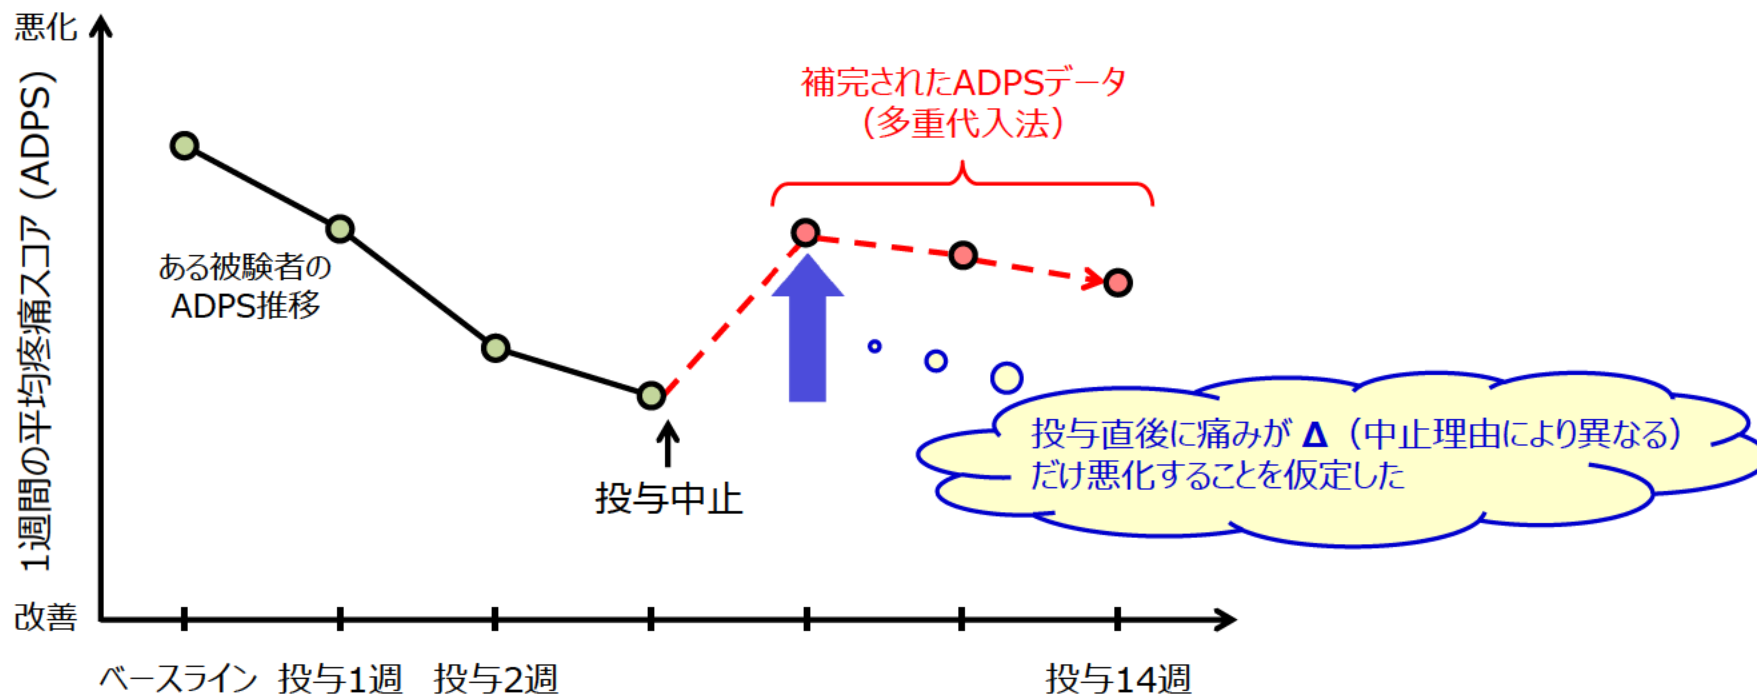 悪化
1週間の平均疼痛スコア (ADPS)
改善
補完されたADPSデータ
（多重代入法）
ある被験者の
ADPS推移
投与中止
投与直後に痛みが Δ（中止理由により異なる）
だけ悪化することを仮定した
ベースライン 投与1週 投与2週 投与14週